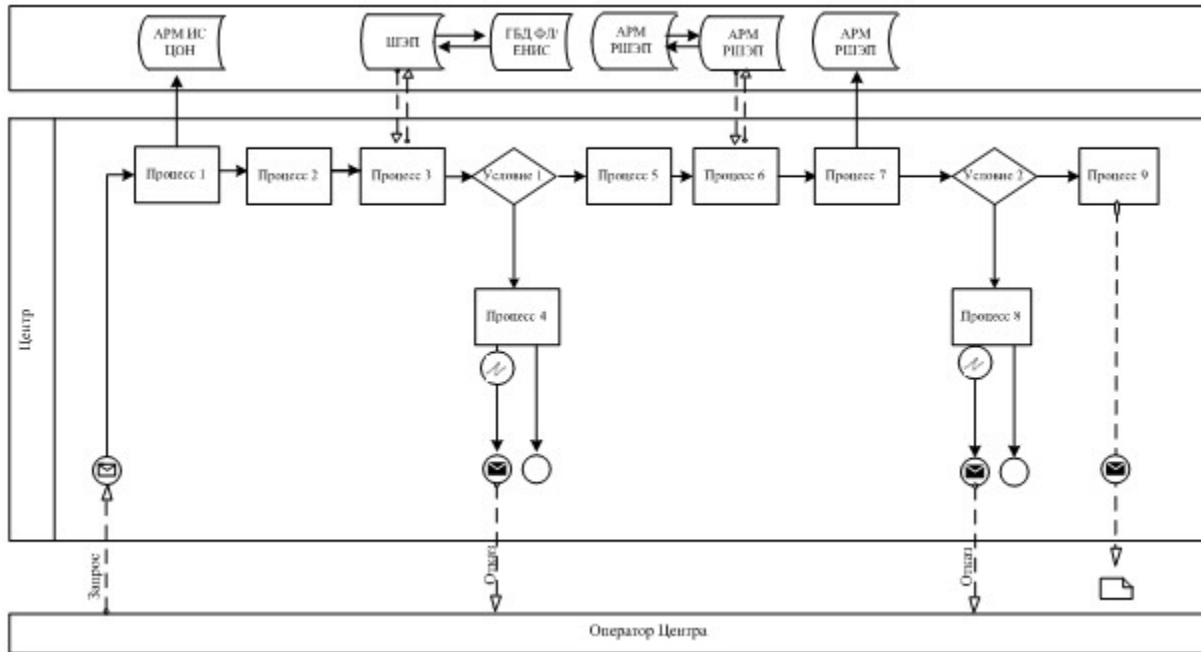 АРМ ИС
ЦОН
ШЭП
ГБД ФЛ/
ЕНИС
АРМ
РШЭП
АРМ
РШЭП
АРМ
РШЭП
Центр
Процесс 1
Процесс 2
Процесс 3
Условие 1
Процесс 5
Процесс 6
Процесс 7
Условие 2
Процесс 9
Процесс 4
Процесс 8
Запрос
Отказ
Отказ
Оператор Центра